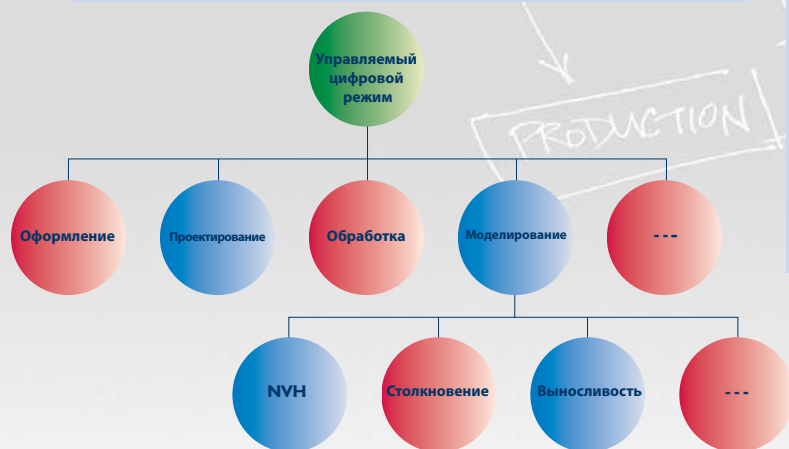 Управляемый
цифровой
режим
PRODUCTION
Оформление
Проектирование
Обработка
Моделирование
---
NVH
Столкновение
Выносливость
---